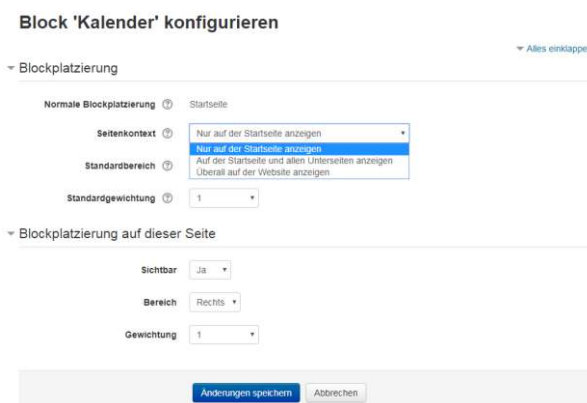 Block 'Kalender' konfigurieren
Alles einklappe
Blockplatzierung
Normale Blockplatzierung Startseite
Seitenkontext Nur auf der Startseite anzeigen
Nur auf der Startseite anzeigen
Auf der Startseite und allen Unterseiten anzeigen
Standardbereich
Überall auf der Website anzeigen
Standardgewichtung 1
Blockplatzierung auf dieser Seite
Sichtbar Ja
Bereich Rechts
Gewichtung 1
Änderungen speichern Abbrechen